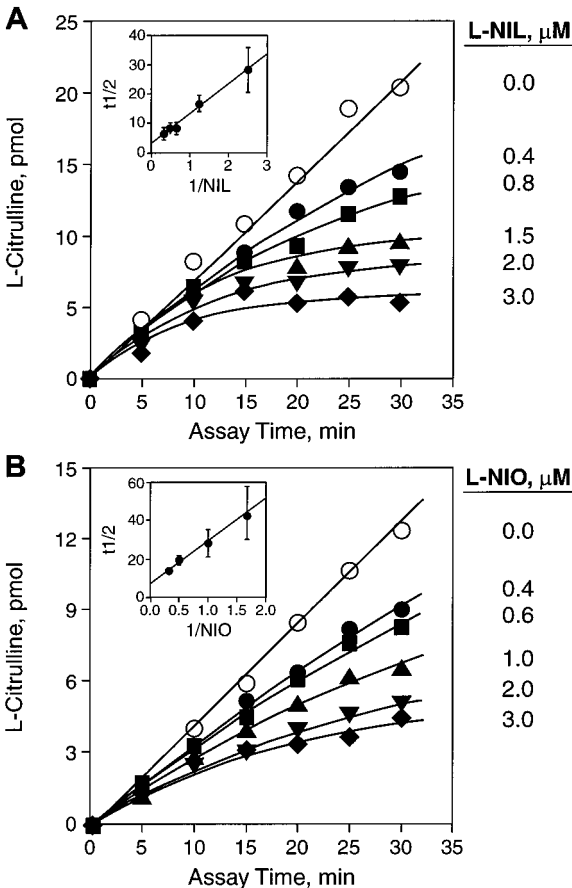 A
L-NIL, μM
0.0
0.4
0.8
1.5
2.0
3.0
L-Citrulline, pmol
25
20
15
10
5
0
0 5 10 15 20 25 30 35
Assay Time, min
t1/2
40
30
20
10
0
0 1 2 3
1/NIL
B
L-NIO, μM
0.0
0.4
0.6
1.0
2.0
3.0
L-Citrulline, pmol
15
12
9
6
3
0
0 5 10 15 20 25 30 35
Assay Time, min
t1/2
60
40
20
0
0.0 0.5 1.0 1.5 2.0
1/NIO